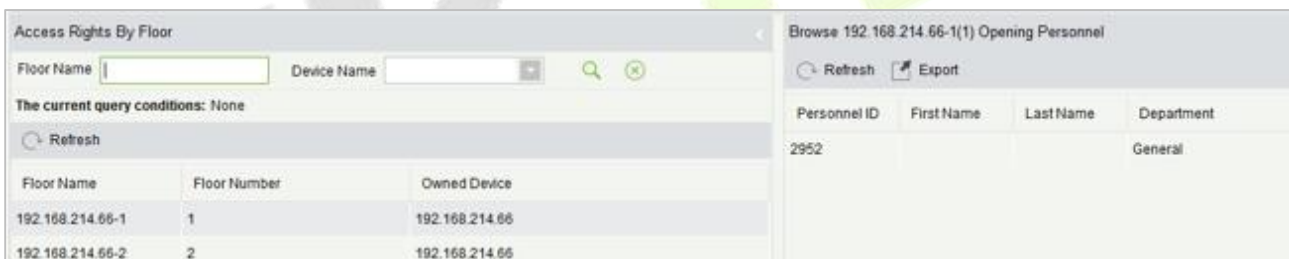 Access Rights By Floor
Floor Name
Device Name
The current query conditions: None
Refresh
Floor Name Floor Number Owned Device
192.168.214.66-1 1 192.168.214.66
192.168.214.66-2 2 192.168.214.66
Browse 192.168.214.66-1(1) Opening Personnel
Refresh Export
Personnel ID First Name Last Name Department
2952 General